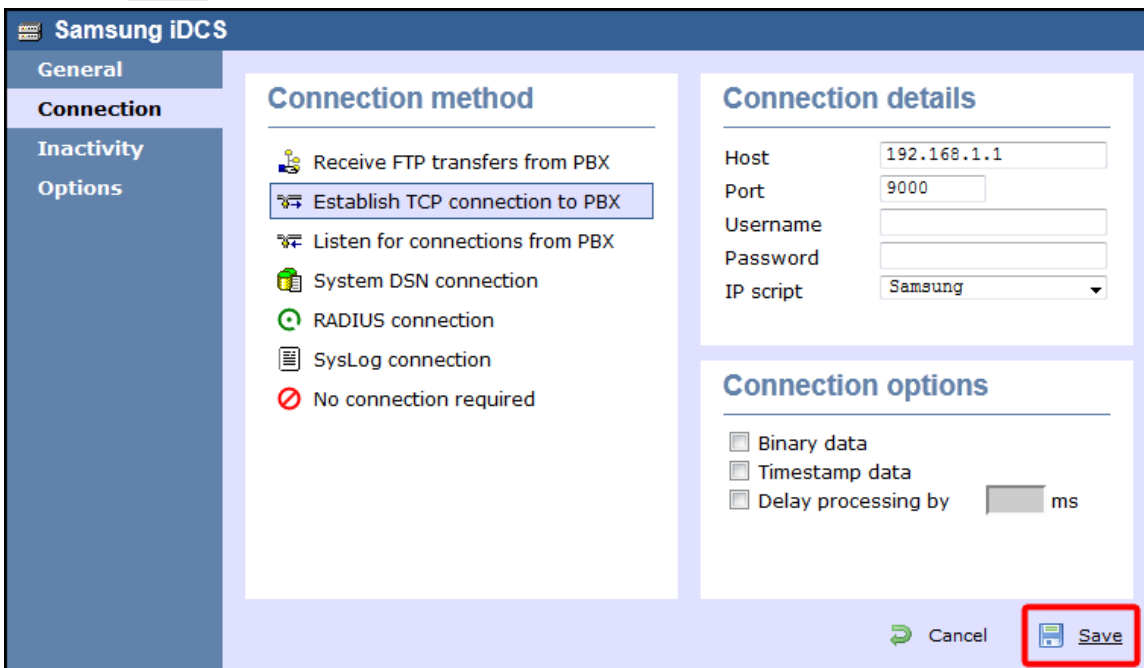 Samsung iDCS
General
Connection
Inactivity
Options
Connection method
Receive FTP transfers from PBX
Establish TCP connection to PBX
Listen for connections from PBX
System DSN connection
RADIUS connection
SysLog connection
No connection required
Connection details
Host 192.168.1.1
Port 9000
Username
Password
IP script Samsung
Connection options
Binary data
Timestamp data
Delay processing by ms
Cancel Save